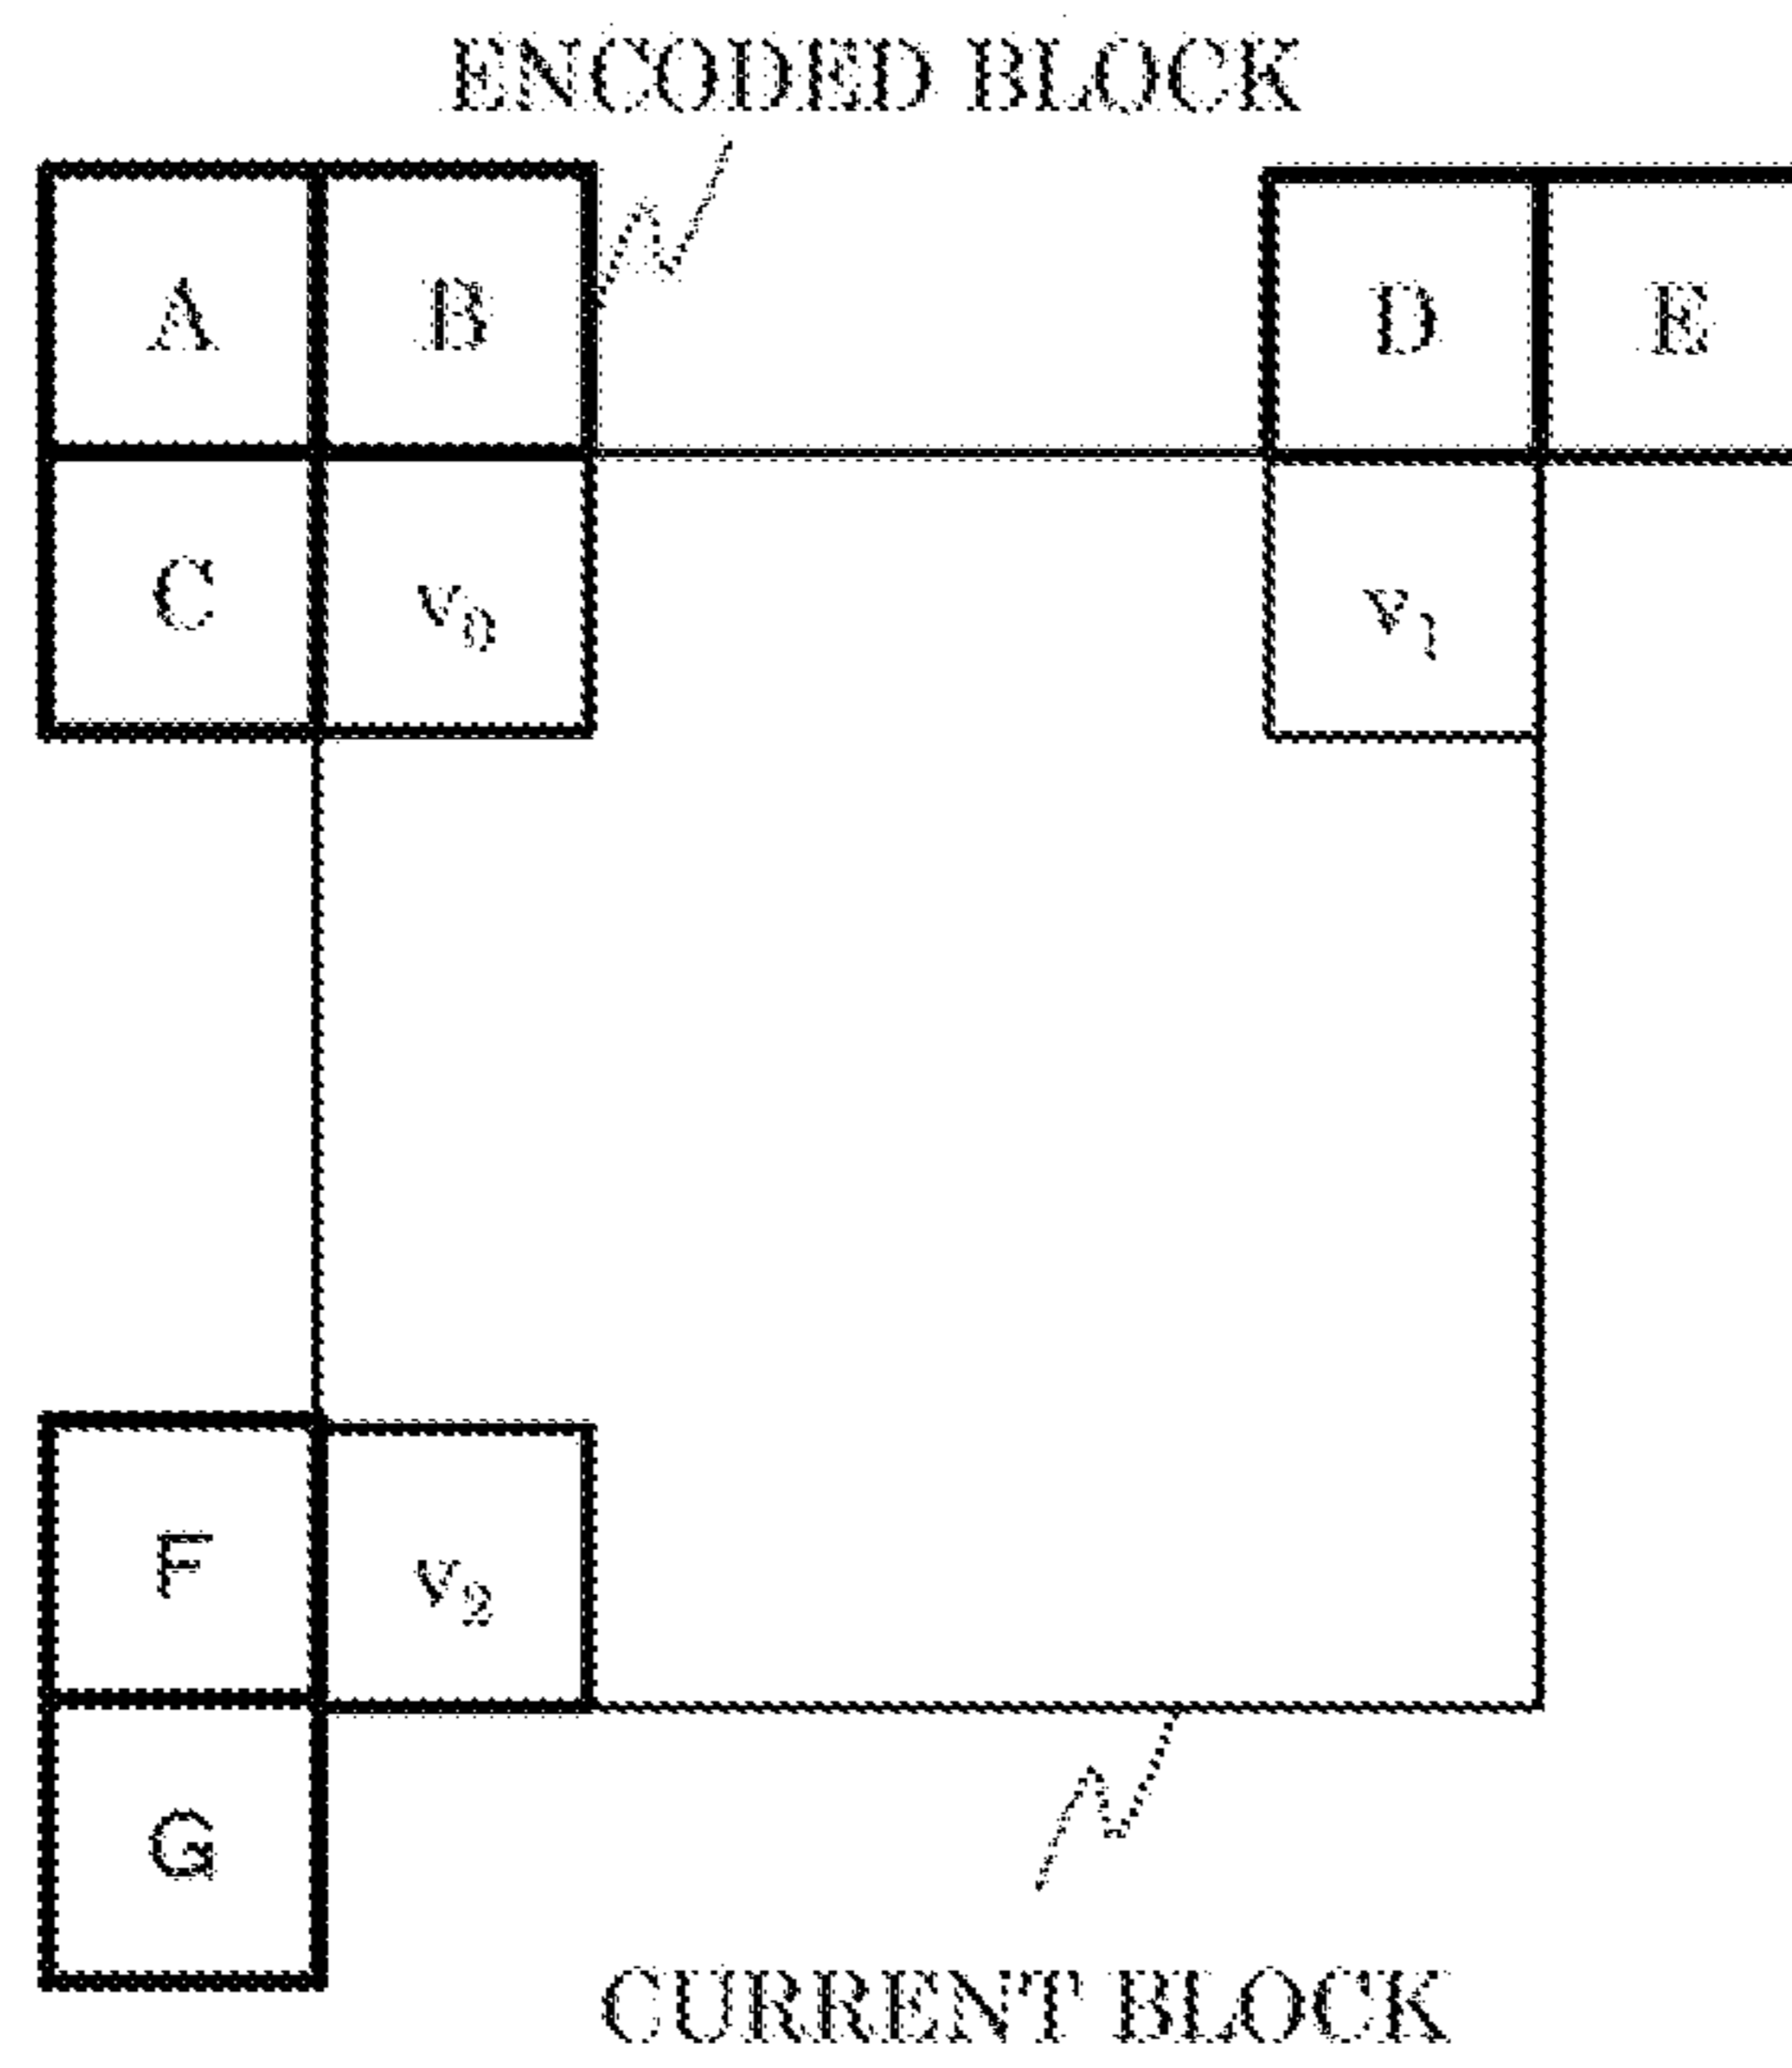 ENCODED BLOCK
A B D E
C v₀ v₁
F v₂
G
CURRENT BLOCK